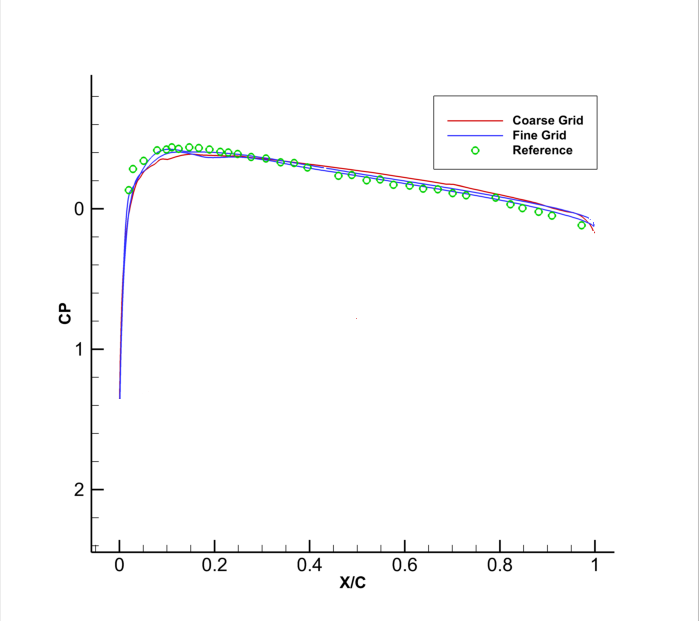 Coarse Grid
Fine Grid
Reference
0
1
2
CP
0
0.2
0.4
0.6
0.8
1
X/C